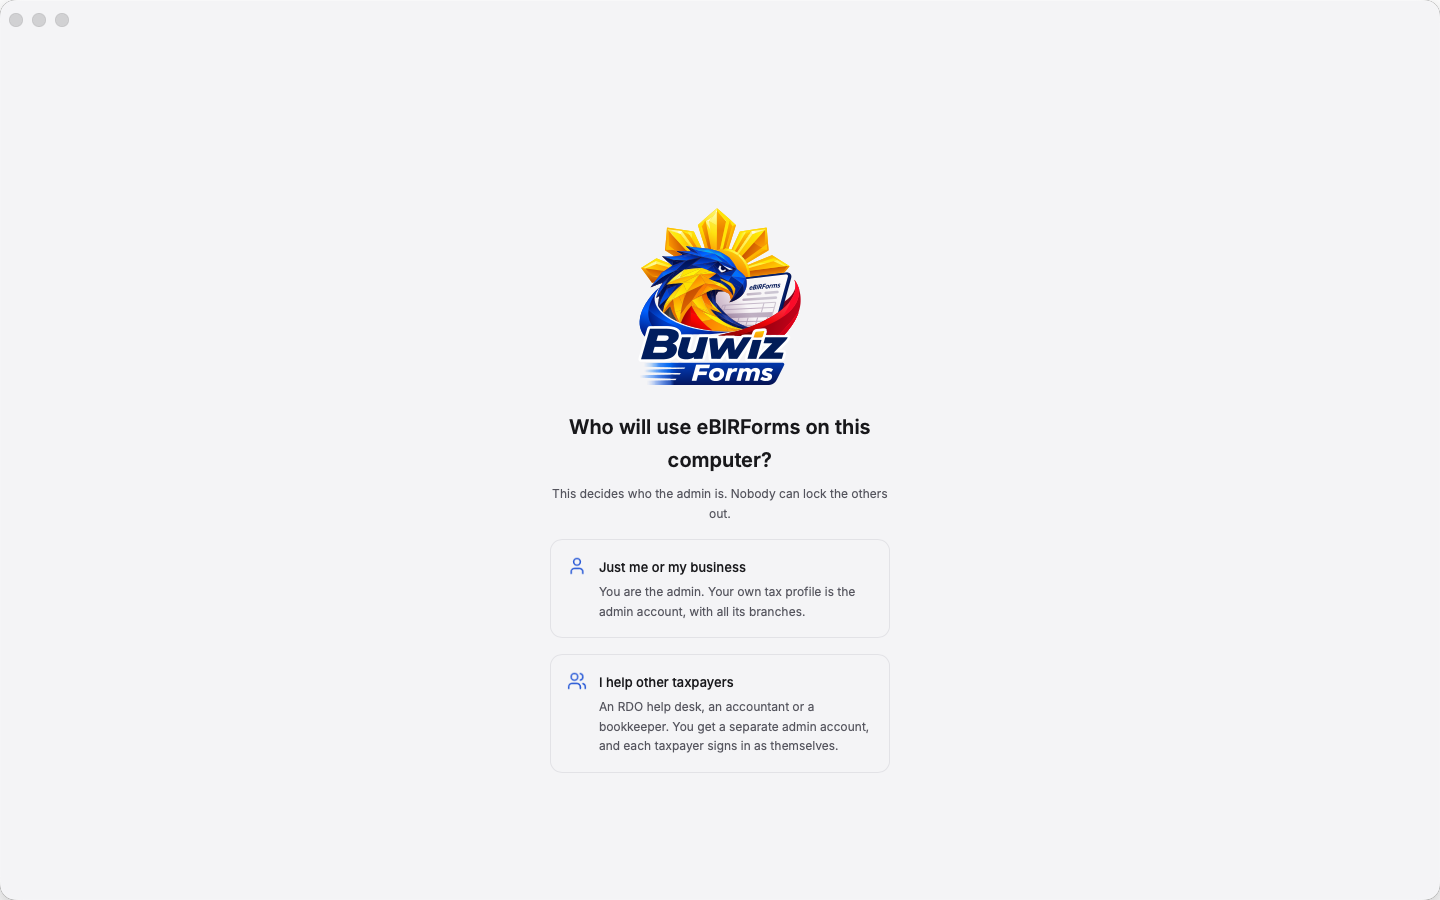 eBIRForms
Buwiz
Forms
Who will use eBIRForms on this
computer?
This decides who the admin is. Nobody can lock the others
out.
Just me or my business
You are the admin. Your own tax profile is the
admin account, with all its branches.
I help other taxpayers
An RDO help desk, an accountant or a
bookkeeper. You get a separate admin account,
and each taxpayer signs in as themselves.